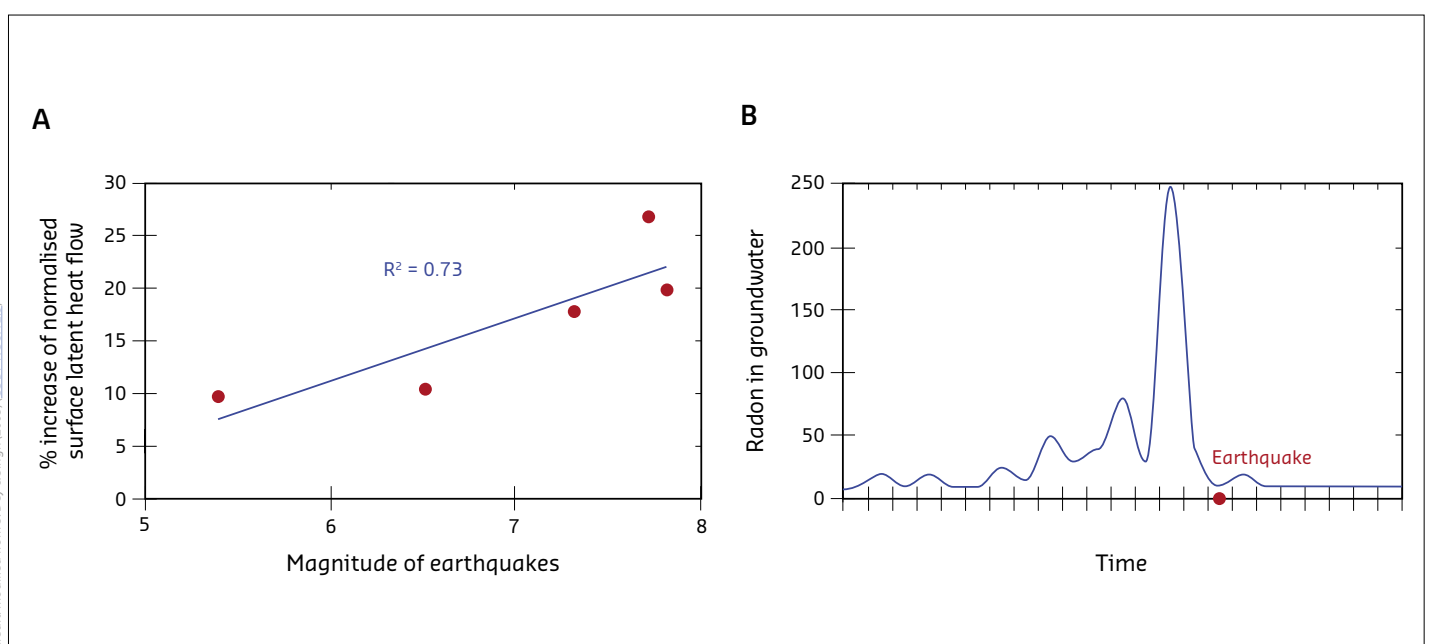 A
30
25
20
15
10
5
0
% increase of normalised
surface latent heat flow
R² = 0.73
5
6
7
8
Magnitude of earthquakes
B
250
200
150
100
50
0
Radon in groundwater
Earthquake
Time